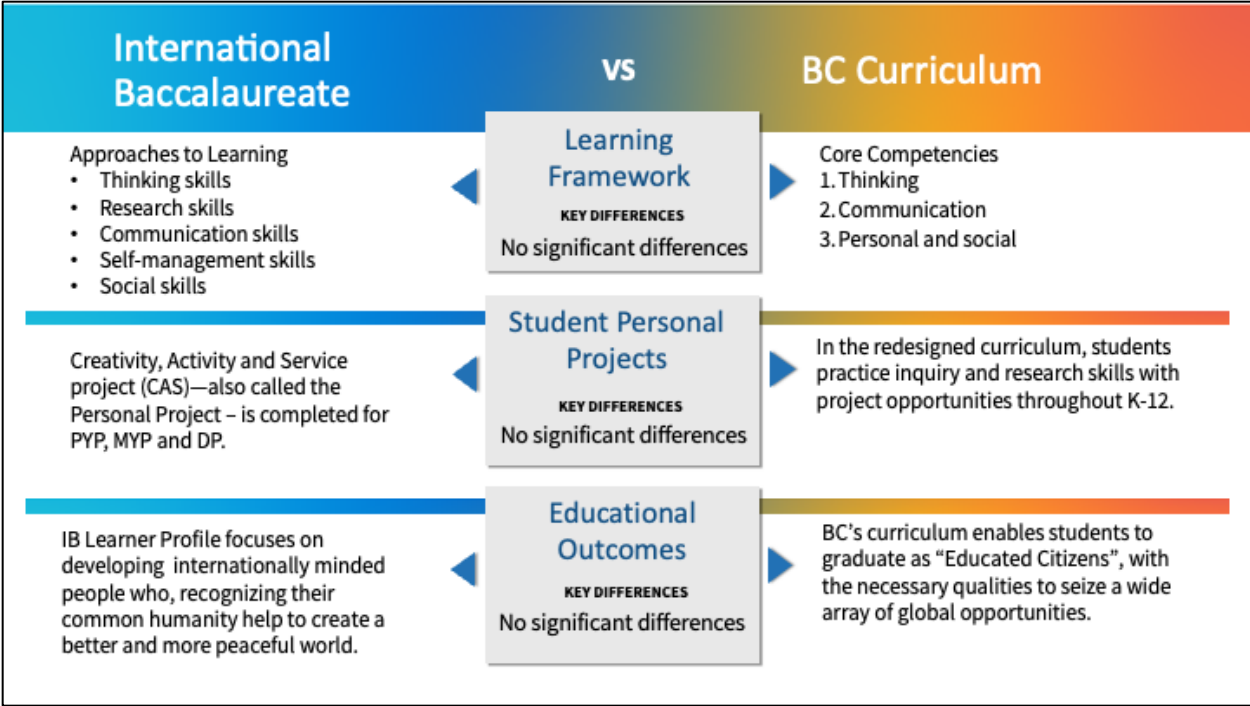 International
Baccalaureate
VS
BC Curriculum
Learning
Framework
KEY DIFFERENCES
No significant differences
Approaches to Learning
• Thinking skills
• Research skills
• Communication skills
• Self-management skills
• Social skills
Core Competencies
1. Thinking
2. Communication
3. Personal and social
Student Personal
Projects
KEY DIFFERENCES
No significant differences
Creativity, Activity and Service
project (CAS)—also called the
Personal Project – is completed for
PYP, MYP and DP.
In the redesigned curriculum, students
practice inquiry and research skills with
project opportunities throughout K-12.
Educational
Outcomes
KEY DIFFERENCES
No significant differences
IB Learner Profile focuses on
developing internationally minded
people who, recognizing their
common humanity help to create a
better and more peaceful world.
BC’s curriculum enables students to
graduate as “Educated Citizens”, with
the necessary qualities to seize a wide
array of global opportunities.